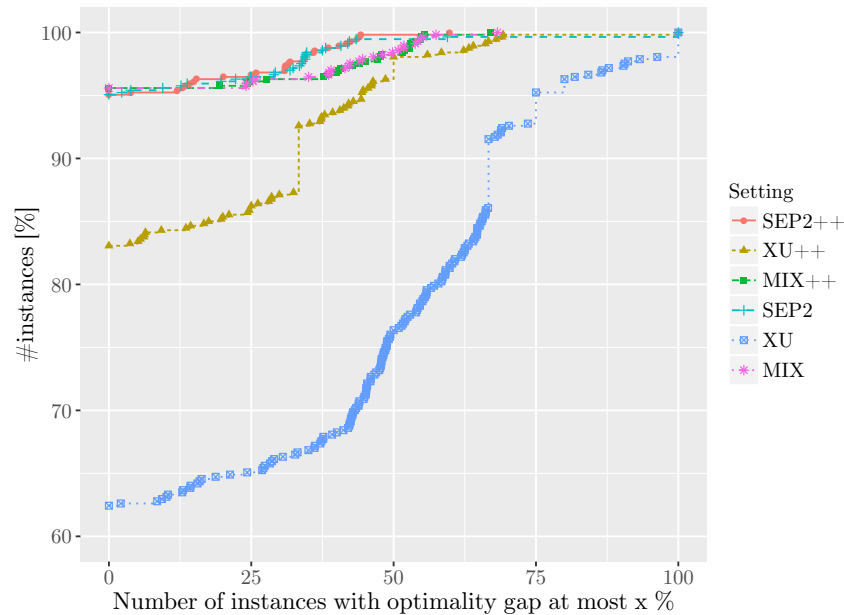 100
90
80
70
60
#instances [%]
0
25
50
75
100
Number of instances with optimality gap at most x %
Setting
SEP2++
XU++
MIX++
SEP2
XU
MIX